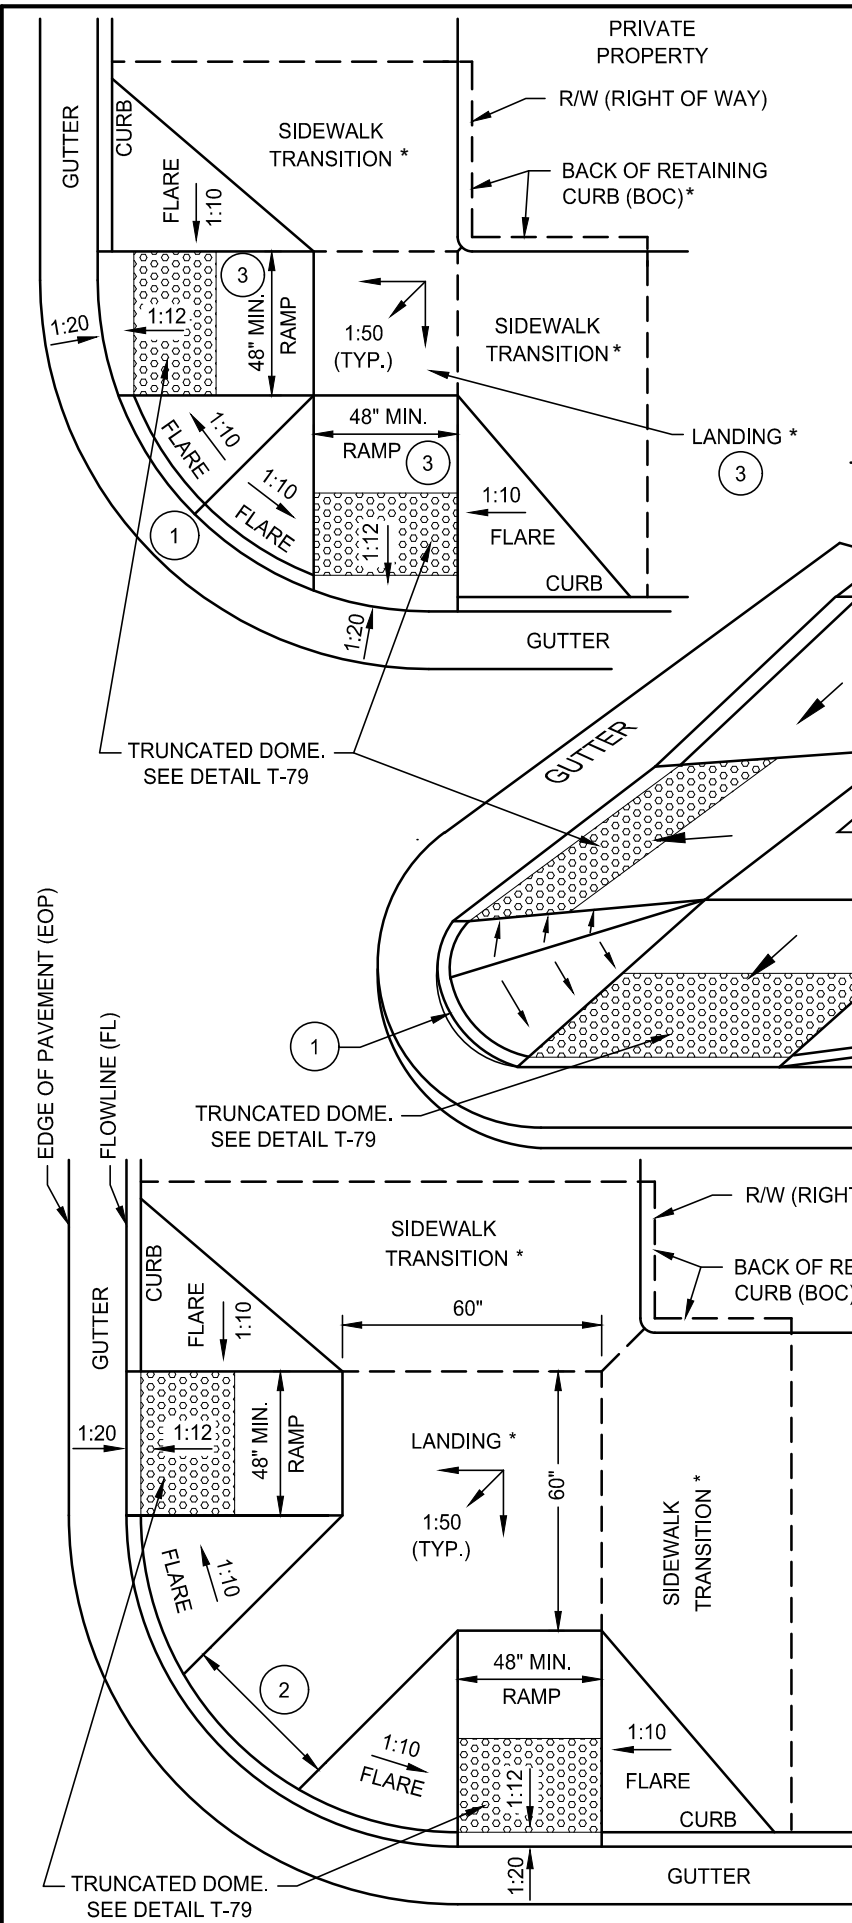 PRIVATE
PROPERTY
R/W (RIGHT OF WAY)
GUTTER
CURB
SIDEWALK
TRANSITION *
BACK OF RETAINING
CURB (BOC)*
FLARE
1:10
3
1:12
48" MIN.
RAMP
1:20
1:50
(TYP.)
SIDEWALK
TRANSITION *
LANDING *
3
48" MIN.
RAMP
3
1:10
FLARE
1:10
FLARE
1:10
FLARE
1
1:12
CURB
1:20
GUTTER
TRUNCATED DOME.
SEE DETAIL T-79
GUTTER
1
TRUNCATED DOME.
SEE DETAIL T-79
EDGE OF PAVEMENT (EOP)
FLOWLINE (FL)
R/W (RIGHT
BACK OF RE
CURB (BOC)
SIDEWALK
TRANSITION *
GUTTER
CURB
FLARE
1:10
60"
1:20
1:12
48" MIN.
RAMP
LANDING *
1:50
(TYP.)
60"
SIDEWALK
TRANSITION *
FLARE
1:10
2
48" MIN.
RAMP
1:10
FLARE
1:12
1:10
FLARE
CURB
1:20
GUTTER
TRUNCATED DOME.
SEE DETAIL T-79